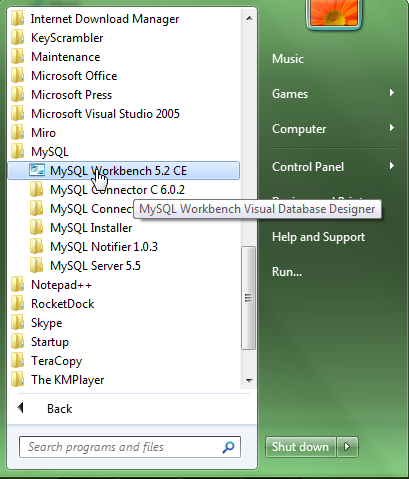 Internet Download Manager
KeyScrambler
Maintenance
Microsoft Office
Microsoft Press
Microsoft Visual Studio 2005
Miro
MySQL
MySQL Workbench 5.2 CE
MySQL Connector C 6.0.2
MySQL Connec
MySQL Workbench Visual Database Designer
MySQL Installer
MySQL Notifier 1.0.3
MySQL Server 5.5
Notepad++
RocketDock
Skype
Startup
TeraCopy
The KMPlayer
Back
Search programs and files
Music
Games
Computer
Control Panel
Help and Support
Run...
Shut down